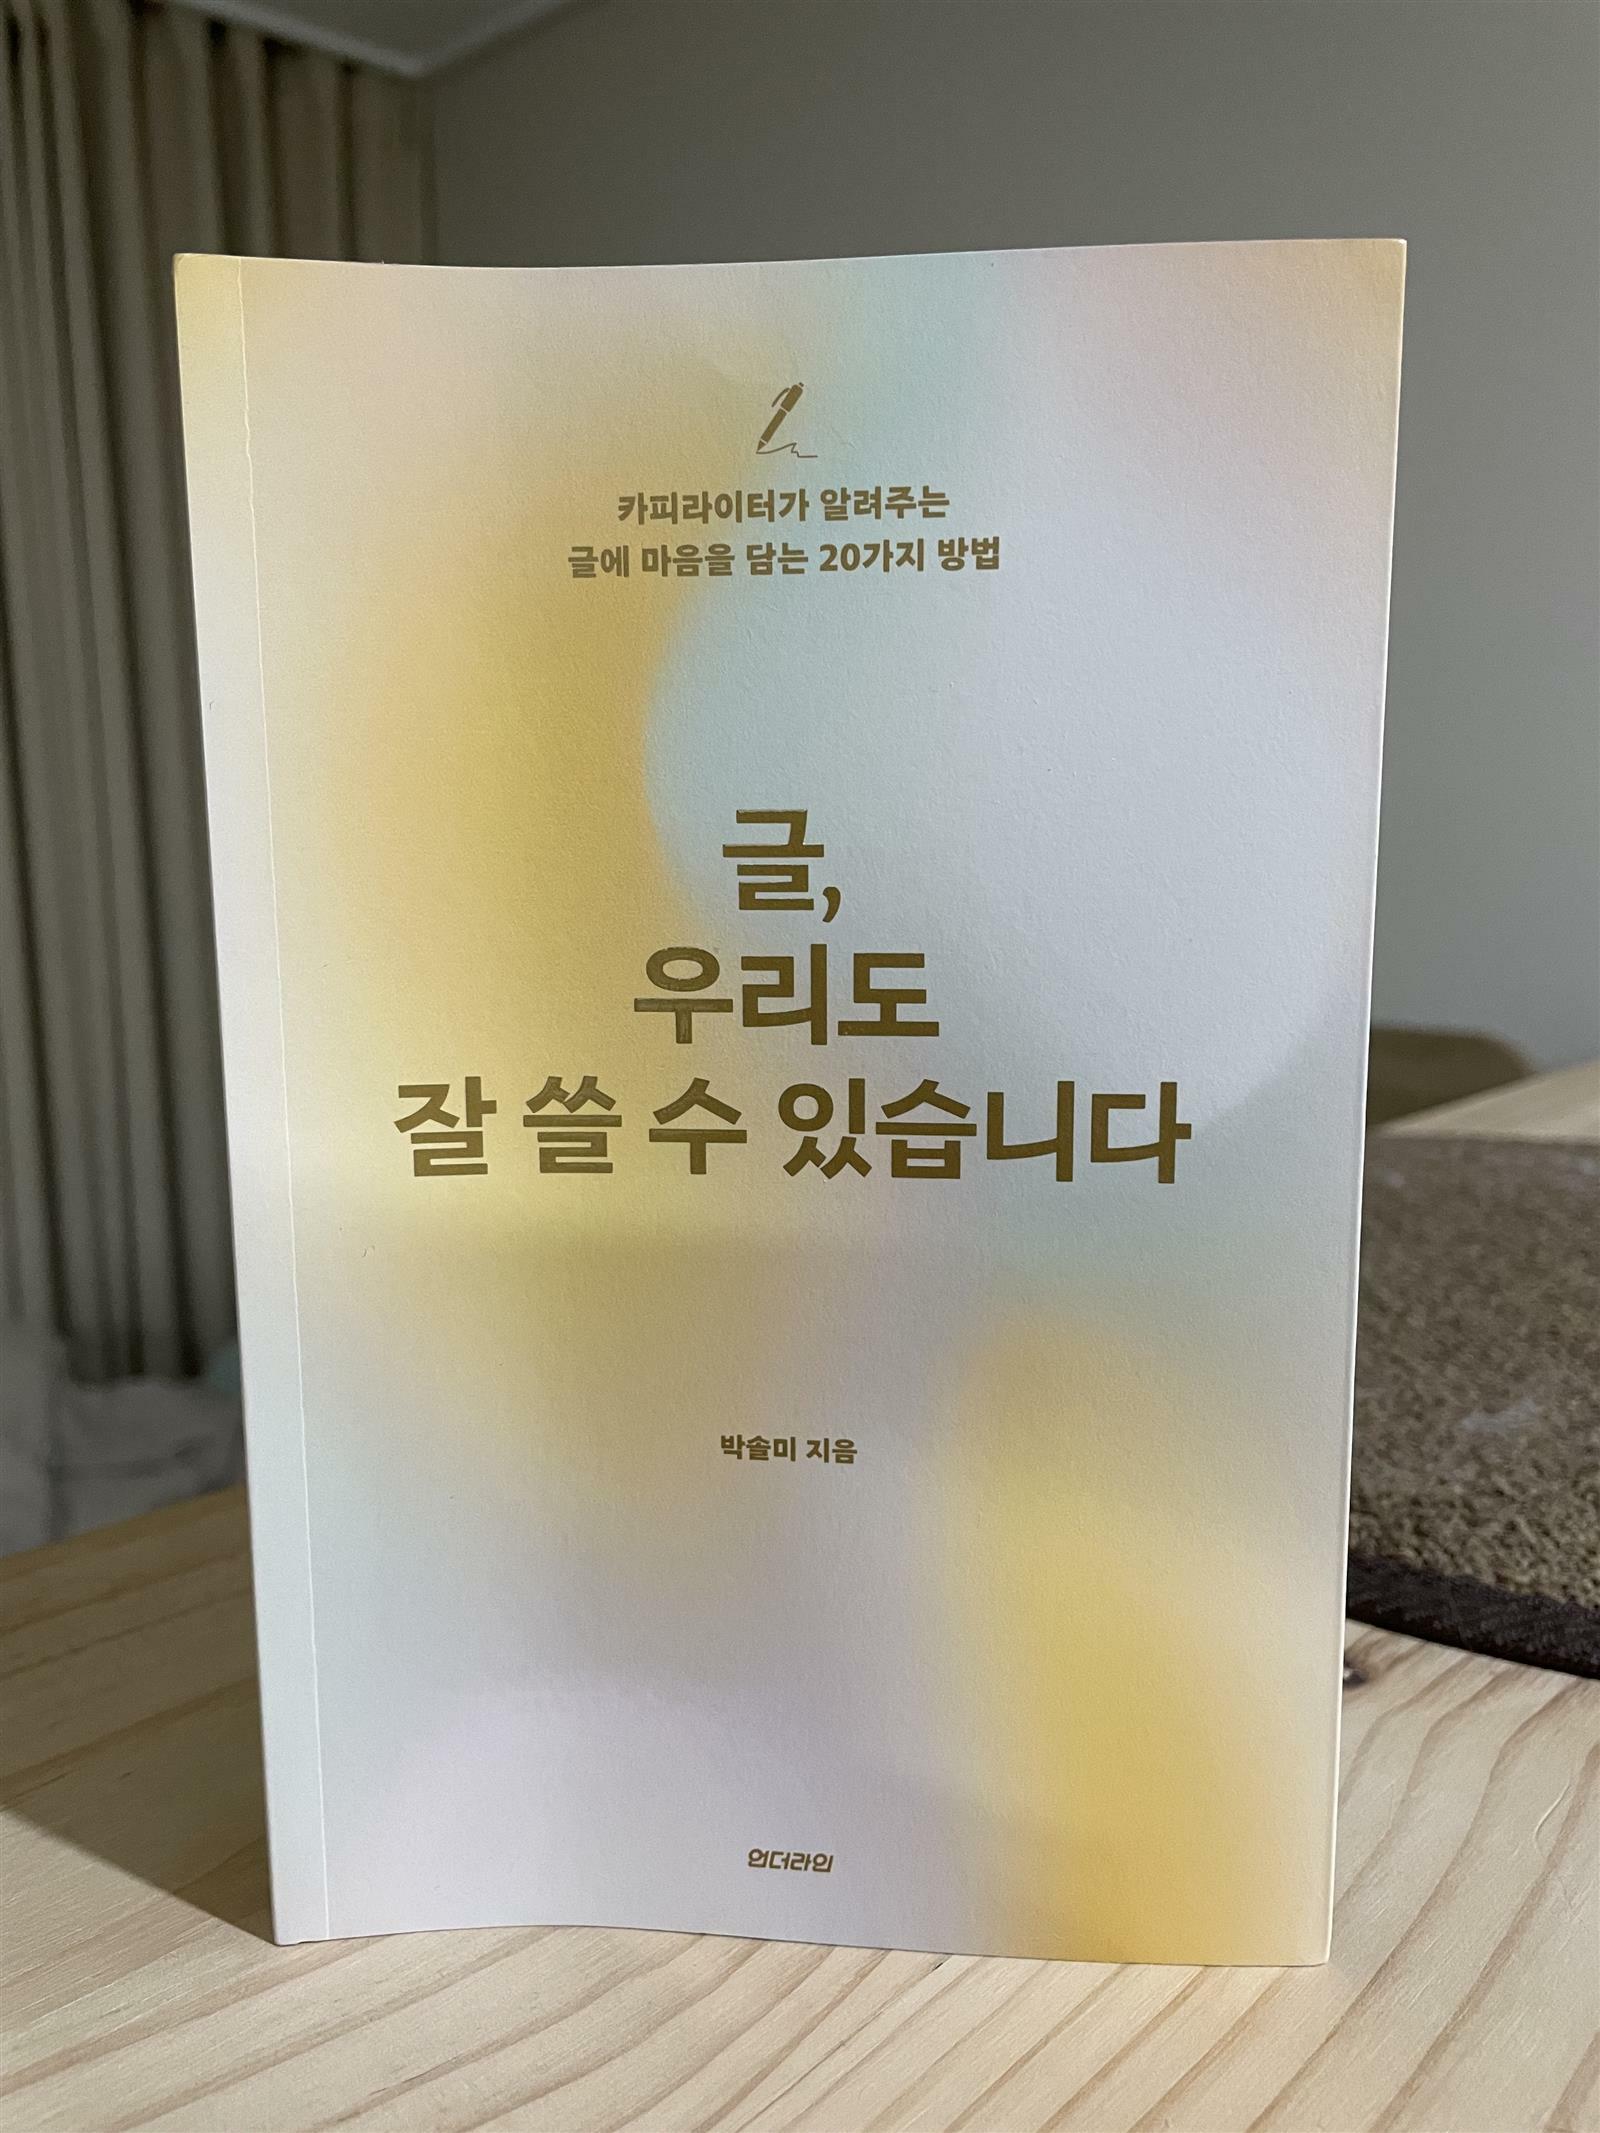 카피라이터가 알려주는
글에 마음을 담는 20가지 방법
글,
우리도
잘 쓸 수 있습니다
박솔미 지음
언더라인